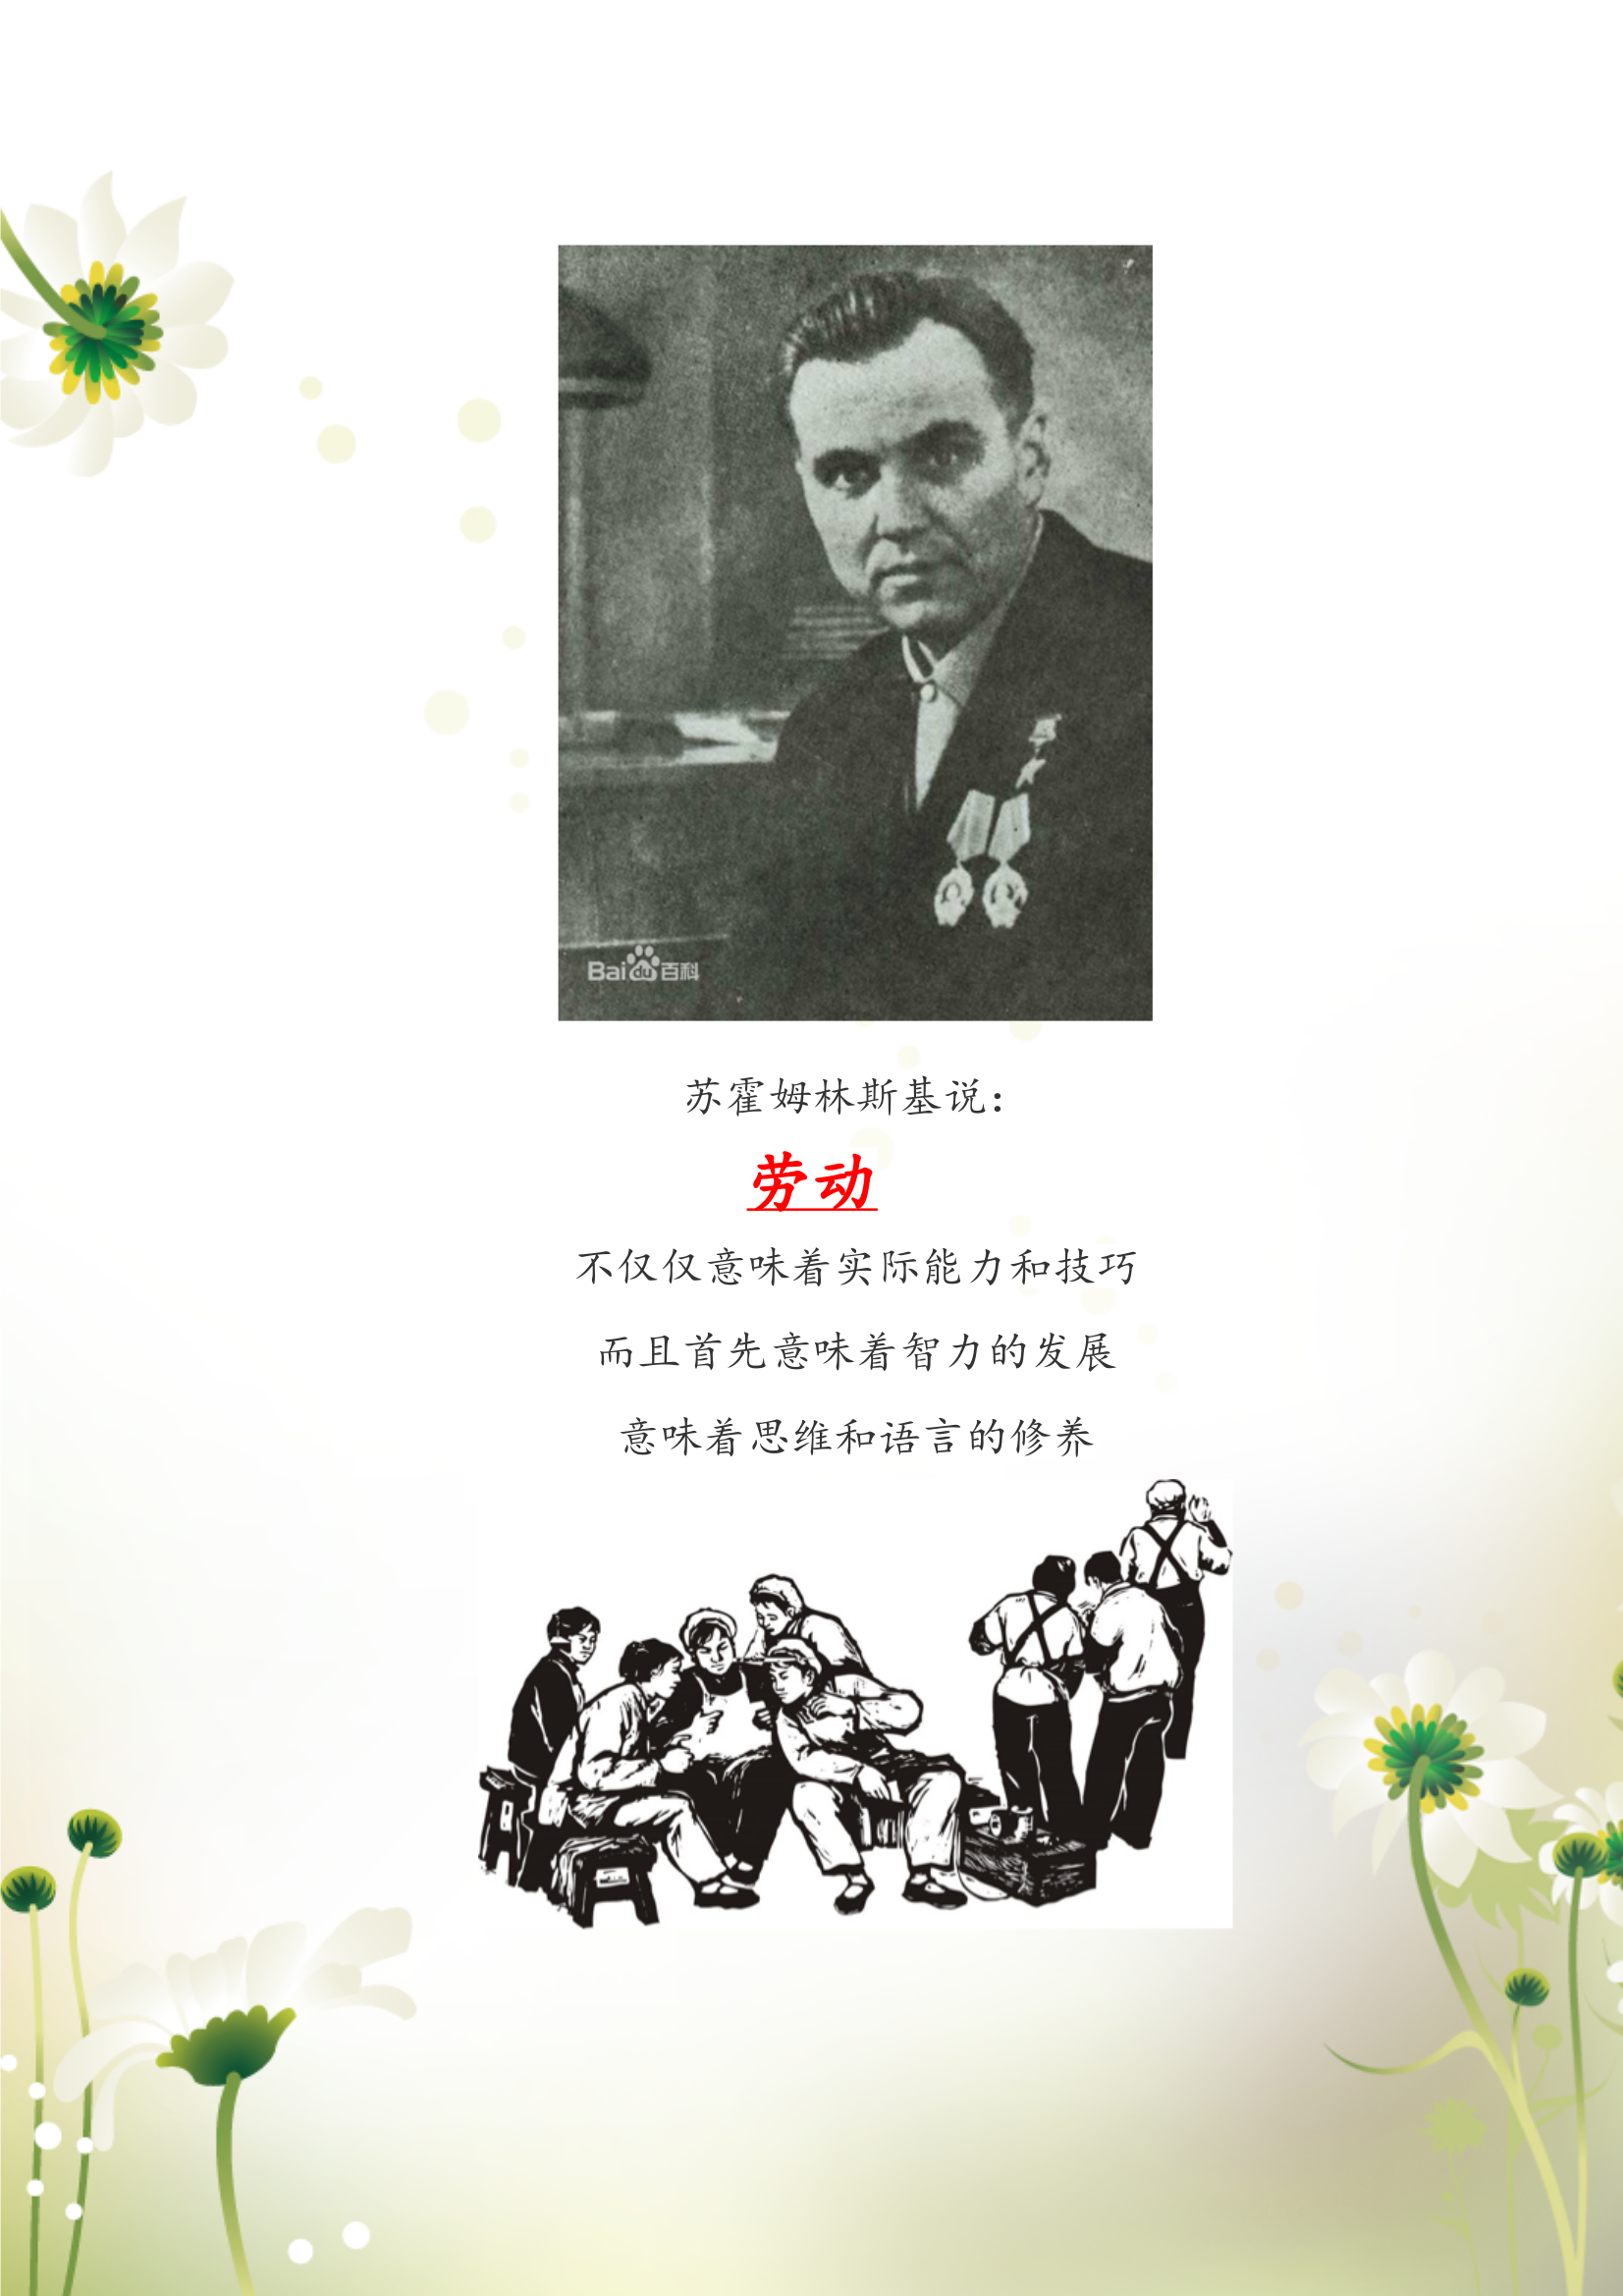 Baidu百科
苏霍姆林斯基说：
劳动
不仅仅意味着实际能力和技巧
而且首先意味着智力的发展
意味着思维和语言的修养